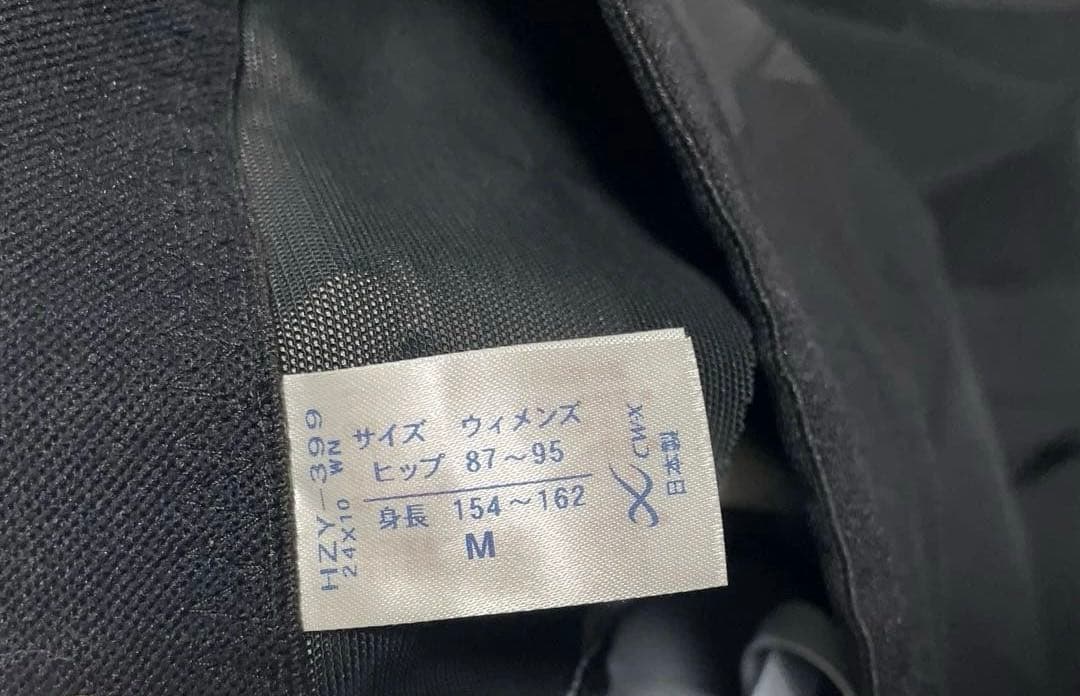 サイズ ウィメンズ
ヒップ 87～95
身長 154～162
M
HZY-399
24X10 WN
CW-X
日本製